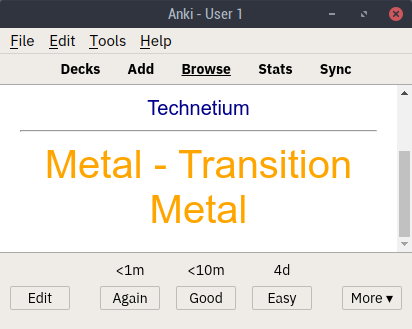 Anki - User 1
File Edit Tools Help
Decks Add Browse Stats Sync
Technetium
Metal - Transition
Metal
<1m <10m 4d
Edit Again Good Easy More ▾